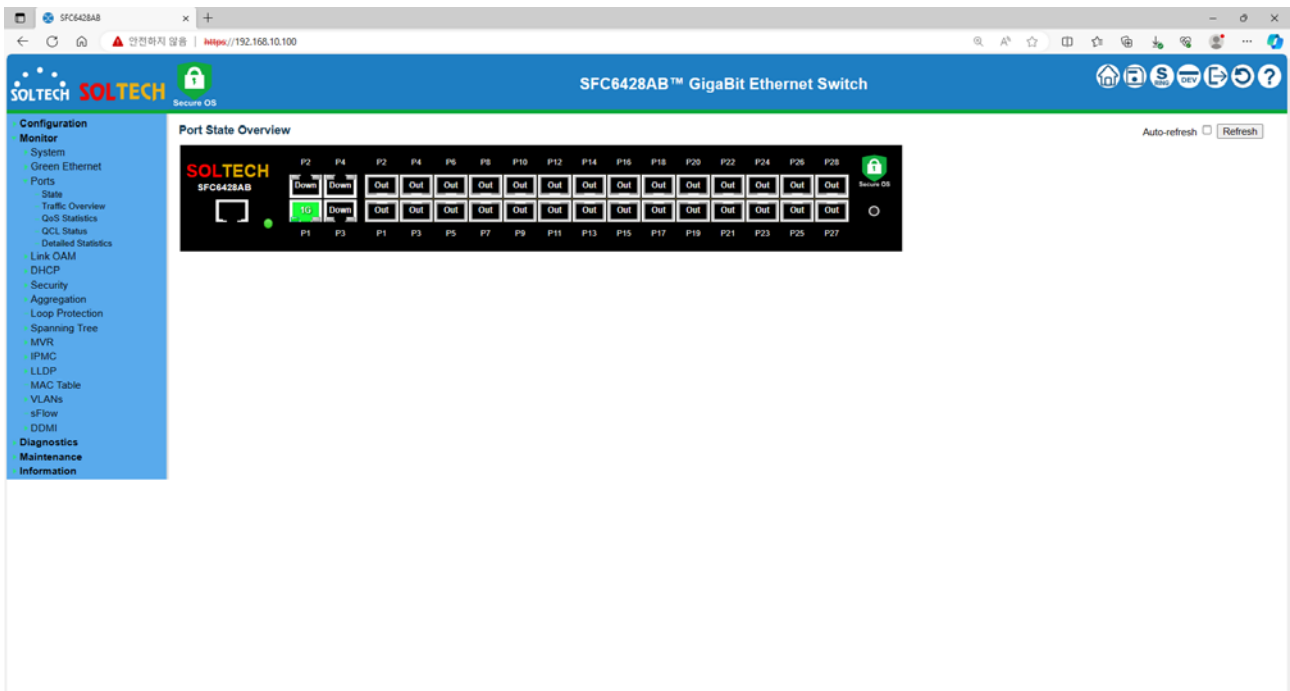 SFC6428AB
안전하지 않음 | https://192.168.10.100
SOLTECH SOLTECH
Secure OS
SFC6428AB™ GigaBit Ethernet Switch
S RING
DEV
?
Configuration
Monitor
System
Green Ethernet
Ports
State
Traffic Overview
QoS Statistics
QCL Status
Detailed Statistics
Link OAM
DHCP
Security
Aggregation
Loop Protection
Spanning Tree
MVR
IPMC
LLDP
MAC Table
VLANs
sFlow
DDMI
Diagnostics
Maintenance
Information
Port State Overview
Auto-refresh Refresh
SOLTECH
SFC6428AB
P2 P4 P2 P4 P6 P8 P10 P12 P14 P16 P18 P20 P22 P24 P26 P28
Down Down Out Out Out Out Out Out Out Out Out Out Out Out Out Out
1G Down Out Out Out Out Out Out Out Out Out Out Out Out Out Out
P1 P3 P1 P3 P5 P7 P9 P11 P13 P15 P17 P19 P21 P23 P25 P27
Secure OS